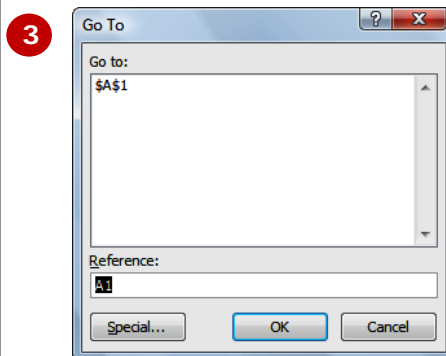 3
Go To
Go to:
$A$1
Reference:
A1
Special...
OK
Cancel